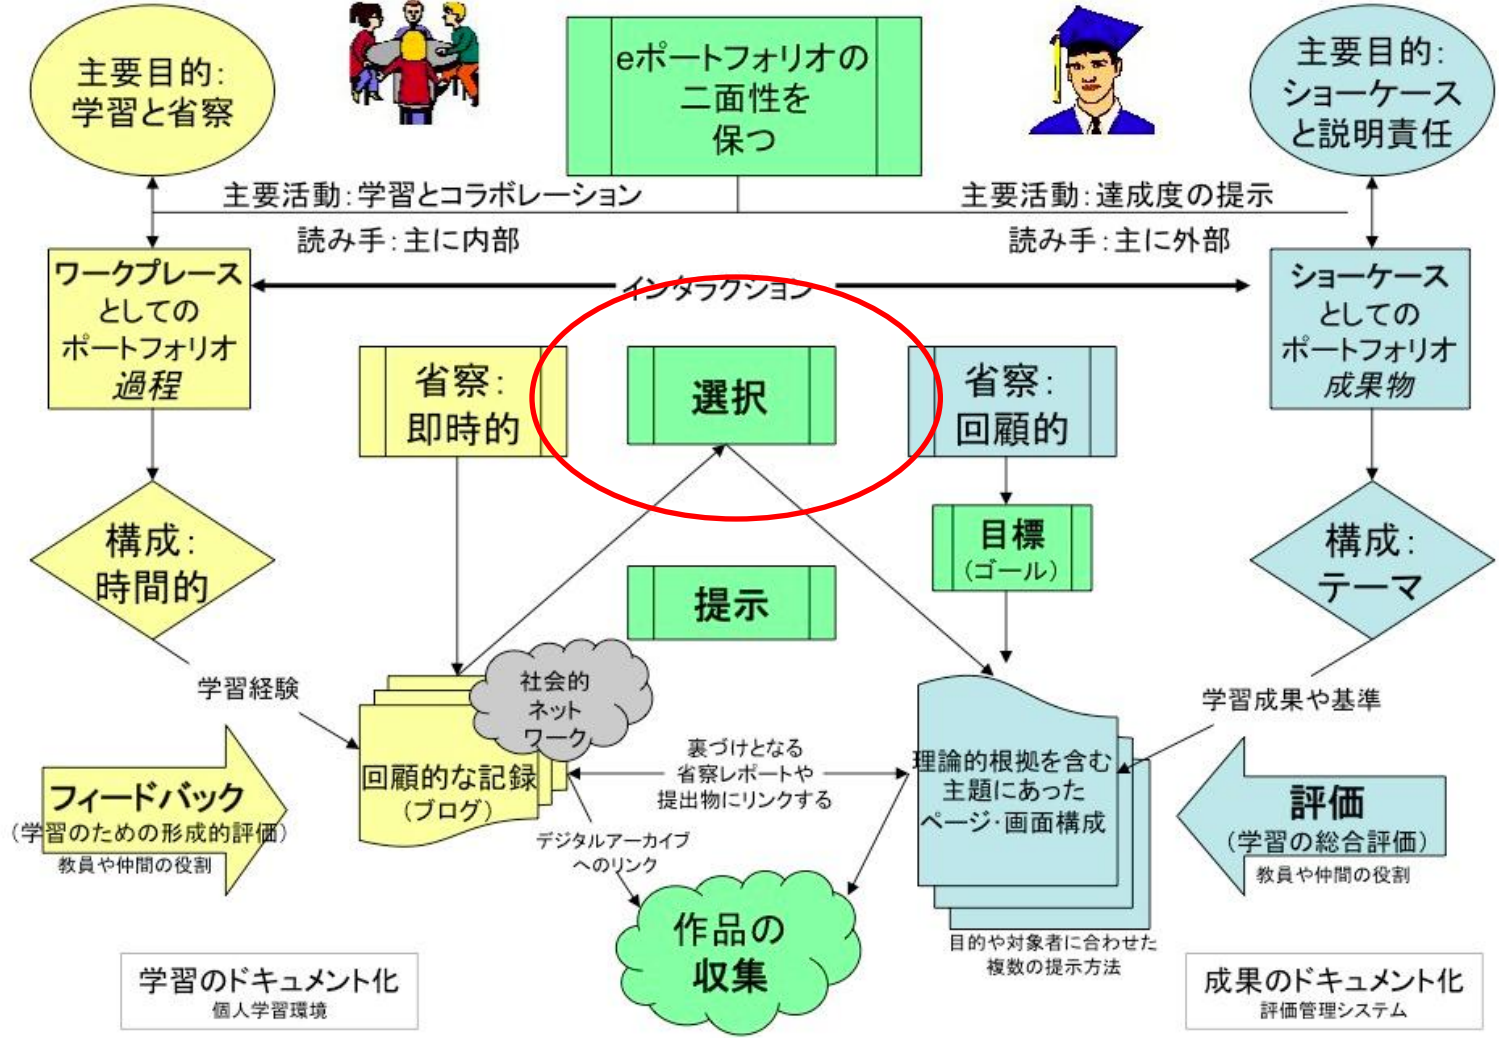 主要目的:
学習と省察
eポートフォリオの
二面性を
保つ
主要目的:
ショーケース
と説明責任
主要活動:学習とコラボレーション
主要活動:達成度の提示
読み手:主に内部
読み手:主に外部
ワークプレース
としての
ポートフォリオ
過程
インタラクション
ショーケース
としての
ポートフォリオ
成果物
省察:
即時的
選択
省察:
回顧的
構成:
時間的
目標
(ゴール)
構成:
テーマ
提示
学習経験
社会的
ネット
ワーク
学習成果や基準
回顧的な記録
(ブログ)
裏づけとなる
省察レポートや
提出物にリンクする
理論的根拠を含む
主題にあった
ページ・画面構成
フィードバック
(学習のための形成的評価)
教員や仲間の役割
評価
(学習の総合評価)
教員や仲間の役割
デジタルアーカイブ
へのリンク
作品の
収集
目的や対象者に合わせた
複数の提示方法
学習のドキュメント化
個人学習環境
成果のドキュメント化
評価管理システム